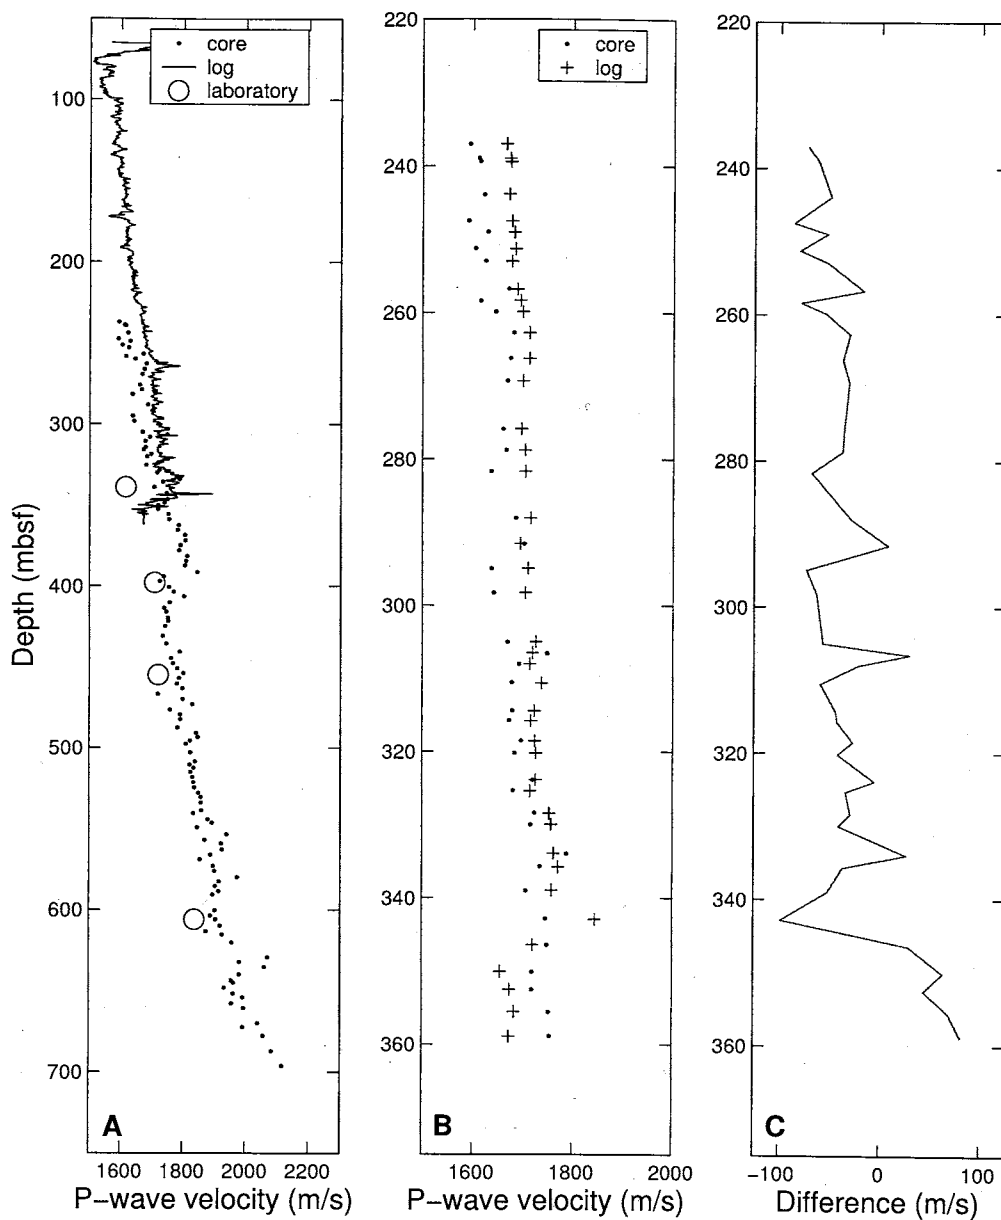 core
log
laboratory
100
200
300
400
500
600
700
Depth (mbsf)
A
1600 1800 2000 2200
P-wave velocity (m/s)
core
log
220
240
260
280
300
320
340
360
B
1600 1800 2000
P-wave velocity (m/s)
220
240
260
280
300
320
340
360
C
-100 0 100
Difference (m/s)